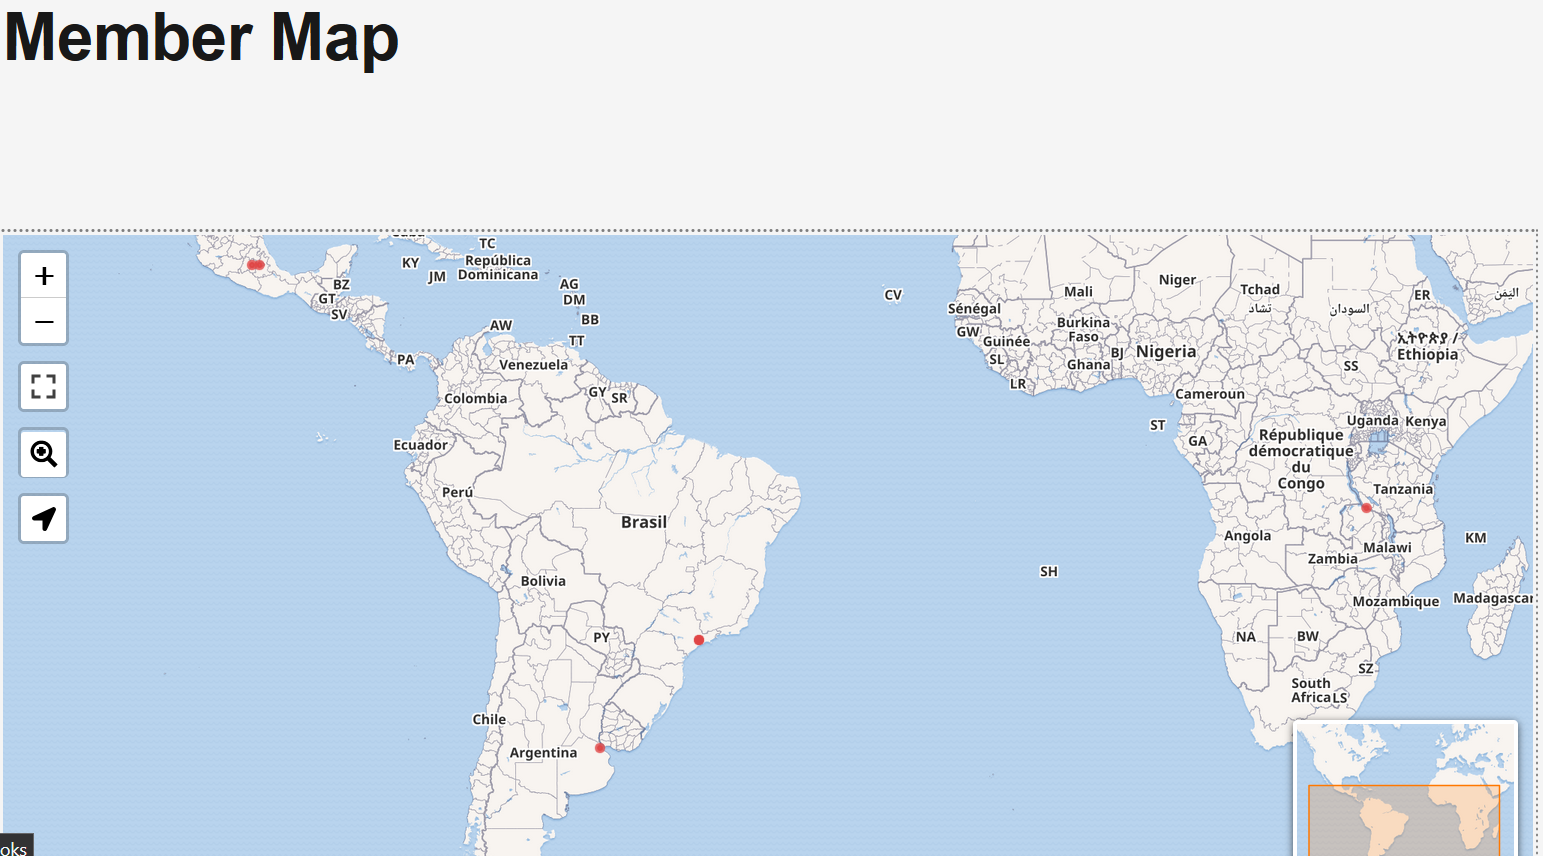 Member Map
+
−
TC
KY
República
Dominicana
JM
BZ
GT
SV
AG
DM
BB
AW
TT
PA
Venezuela
GY
SR
Colombia
Ecuador
Perú
Brasil
Bolivia
PY
Chile
Argentina
CV
SH
Mali
Niger
Tchad
تشاد
السودان
ER
اليمن
Sénégal
GW
Guinée
SL
LR
Burkina
Faso
BJ
Ghana
Nigeria
ኢትዮጵያ /
Ethiopia
SS
Cameroun
ST
GA
Uganda
Kenya
République
démocratique
du
Congo
Tanzania
Angola
Malawi
Zambia
KM
Mozambique
Madagascar
NA
BW
SZ
South
Africa
LS
oks